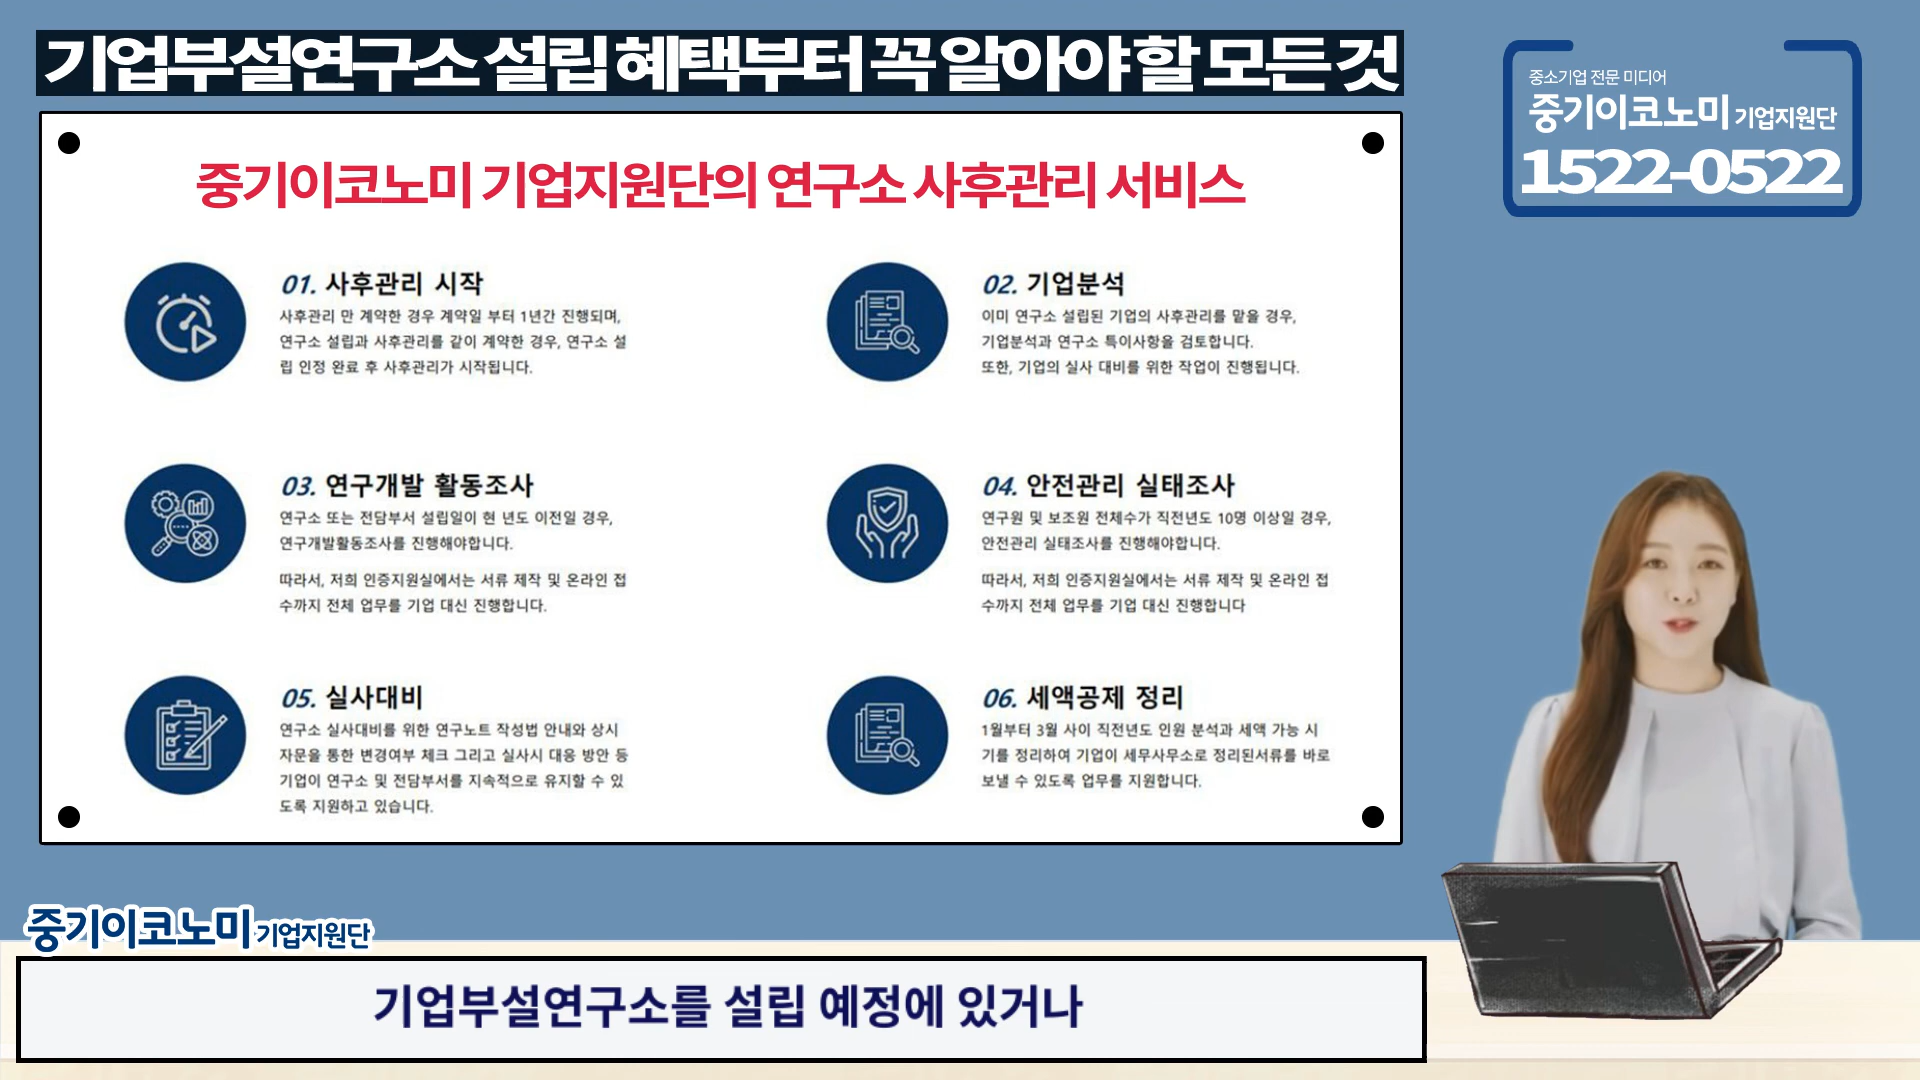 기업부설연구소 설립 혜택부터 꼭 알아야 할 모든 것
중소기업 전문 미디어
중기이코노미 기업지원단
1522-0522
중기이코노미 기업지원단의 연구소 사후관리 서비스
01. 사후관리 시작
사후관리 만 계약한 경우 계약일 부터 1년간 진행되며,
연구소 설립과 사후관리를 같이 계약한 경우, 연구소 설
립 인정 완료 후 사후관리가 시작됩니다.
02. 기업분석
이미 연구소 설립된 기업의 사후관리를 맡을 경우,
기업분석과 연구소 특이사항을 검토합니다.
또한, 기업의 실사 대비를 위한 작업이 진행됩니다.
03. 연구개발 활동조사
연구소 또는 전담부서 설립일이 현 년도 이전일 경우,
연구개발활동조사를 진행해야합니다.
따라서, 저희 인증지원실에서는 서류 제작 및 온라인 접
수까지 전체 업무를 기업 대신 진행합니다.
04. 안전관리 실태조사
연구원 및 보조원 전체수가 직전년도 10명 이상일 경우,
안전관리 실태조사를 진행해야합니다.
따라서, 저희 인증지원실에서는 서류 제작 및 온라인 접
수까지 전체 업무를 기업 대신 진행합니다
05. 실사대비
연구소 실사대비를 위한 연구노트 작성법 안내와 상시
자문을 통한 변경여부 체크 그리고 실사시 대응 방안 등
기업이 연구소 및 전담부서를 지속적으로 유지할 수 있
도록 지원하고 있습니다.
06. 세액공제 정리
1월부터 3월 사이 직전년도 인원 분석과 세액 가능 시
기를 정리하여 기업이 세무사무소로 정리된서류를 바로
보낼 수 있도록 업무를 지원합니다.
중기이코노미 기업지원단
기업부설연구소를 설립 예정에 있거나